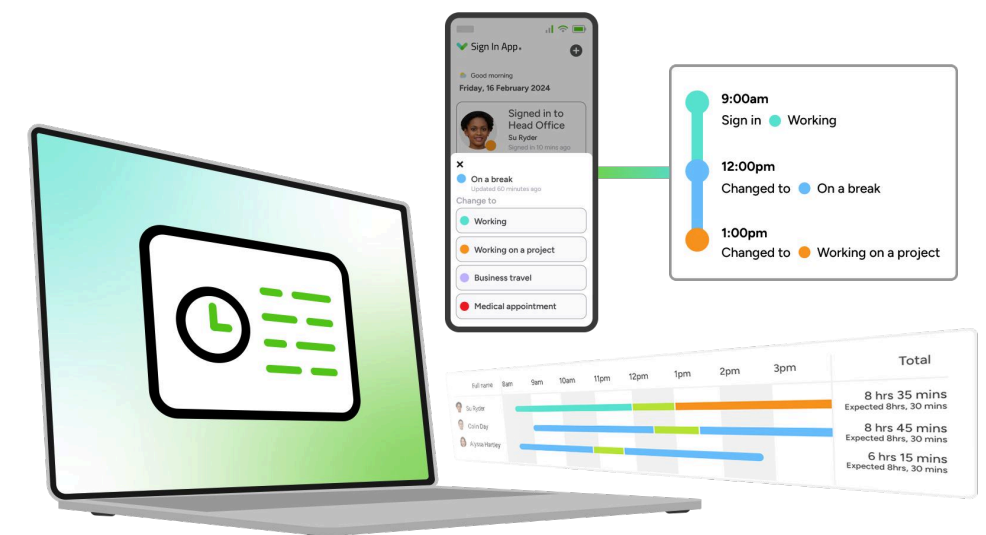 Sign In App.
Good morning
Friday, 16 February 2024
Signed in to
Head Office
Su Ryder
Signed in 10 mins ago
On a break
Updated 60 minutes ago
Change to
Working
Working on a project
Business travel
Medical appointment
9:00am
Sign in Working
12:00pm
Changed to On a break
1:00pm
Changed to Working on a project
Full name 8am 9am 10am 11pm 12pm 1pm 2pm 3pm Total
Su Ryder 8 hrs 35 mins
Expected 8hrs, 30 mins
Colin Day 8 hrs 45 mins
Expected 8hrs, 30 mins
Alyssa Hartley 6 hrs 15 mins
Expected 8hrs, 30 mins